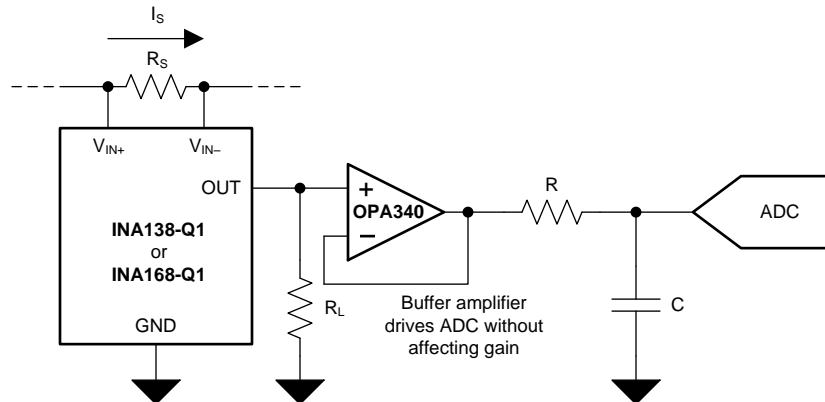 I_S
R_S
V_IN+ V_IN–
OUT
INA138-Q1
or
INA168-Q1
GND
R_L
+
OPA340
–
Buffer amplifier
drives ADC without
affecting gain
R
C
ADC